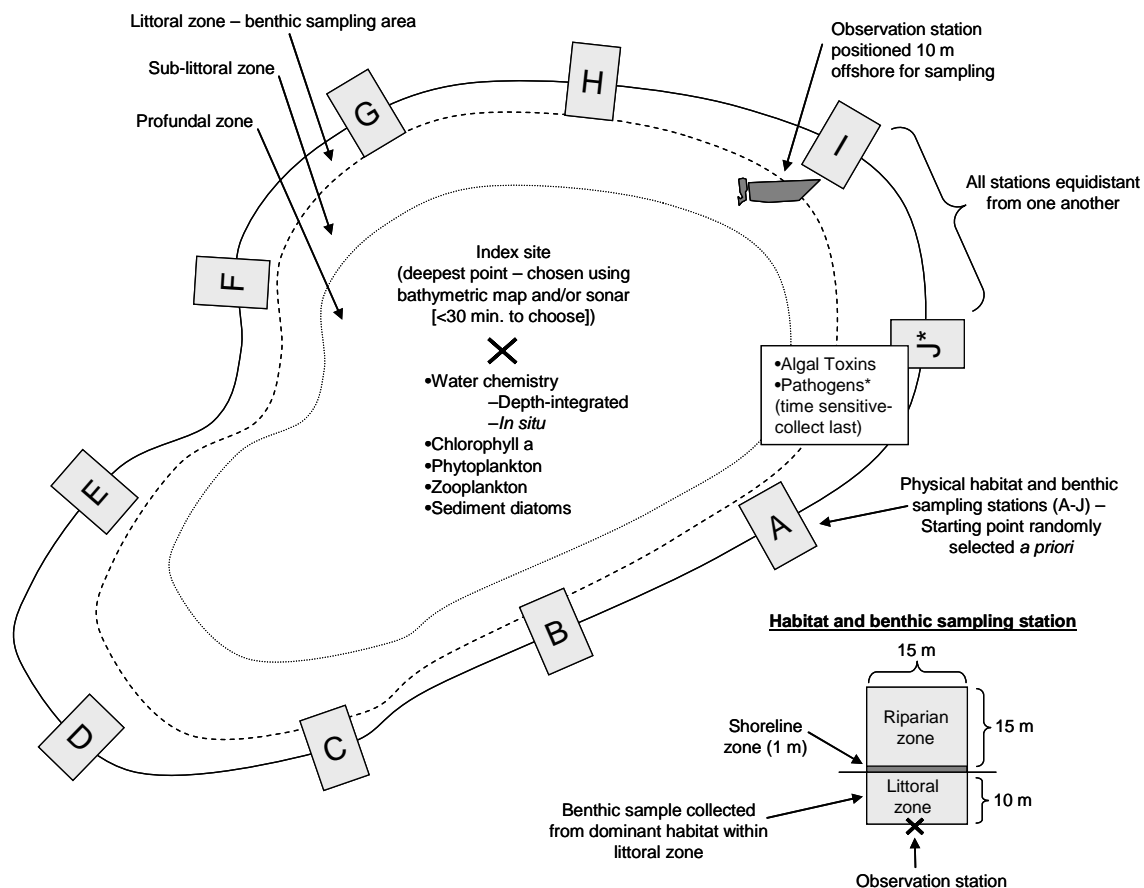 Littoral zone – benthic sampling area
Sub-littoral zone
Profundal zone
Observation station
positioned 10 m
offshore for sampling
G
H
I
All stations equidistant
from one another
F
Index site
(deepest point – chosen using
bathymetric map and/or sonar
[<30 min. to choose])
•Water chemistry
–Depth-integrated
–In situ
•Chlorophyll a
•Phytoplankton
•Zooplankton
•Sediment diatoms
J*
•Algal Toxins
•Pathogens*
(time sensitive-
collect last)
E
A
Physical habitat and benthic
sampling stations (A-J) –
Starting point randomly
selected a priori
B
D
C
Habitat and benthic sampling station
15 m
Riparian
zone
15 m
Shoreline
zone (1 m)
Littoral
zone
10 m
Benthic sample collected
from dominant habitat within
littoral zone
Observation station